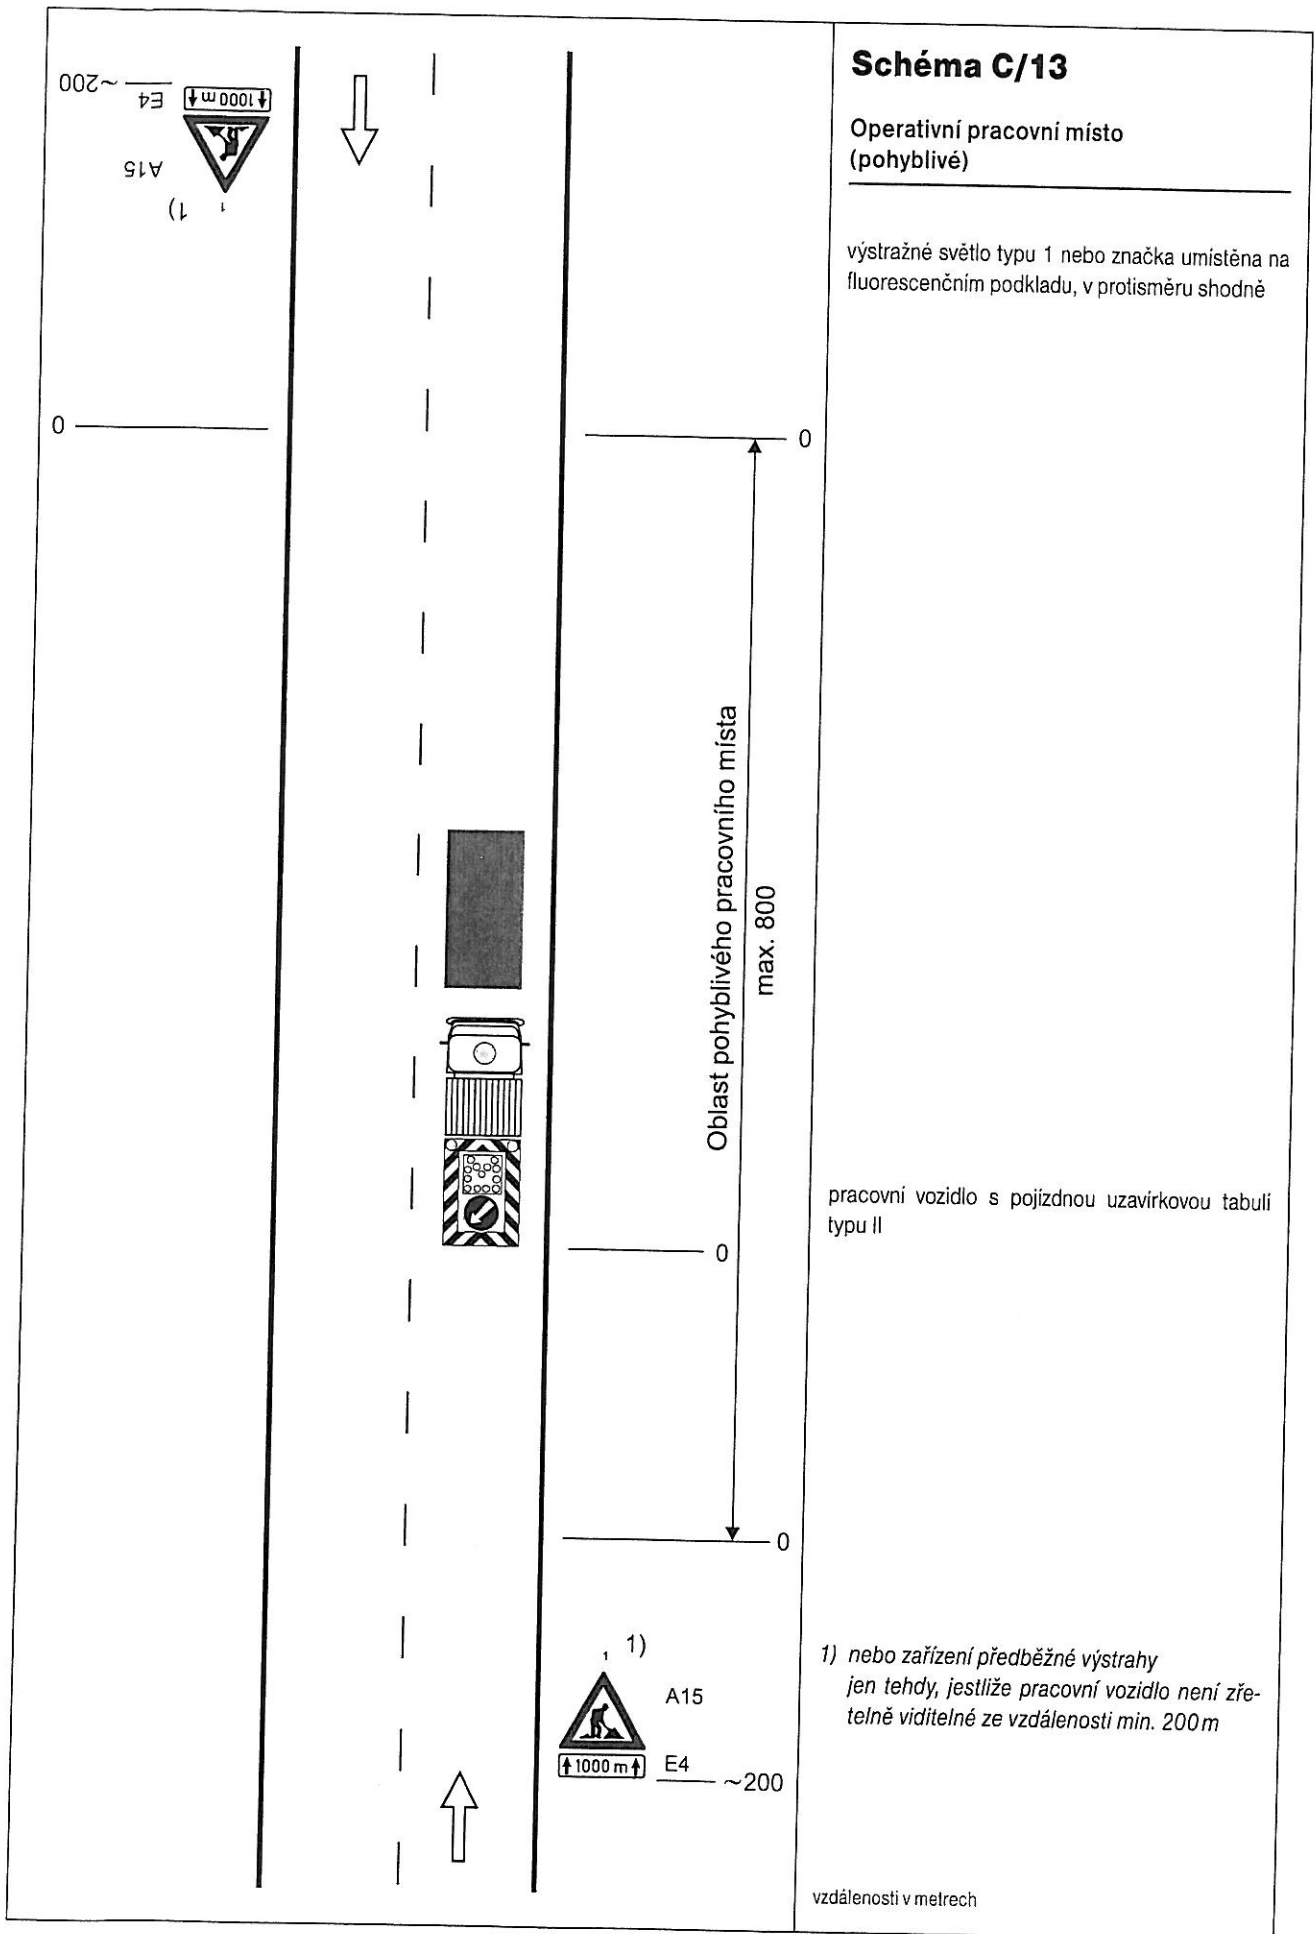 Schéma C/13
Operativní pracovní místo
(pohyblivé)
výstražné světlo typu 1 nebo značka umístěna na
fluorescenčním podkladu, v protisměru shodně
~200
E4
1000 m
A15
1)
1
0
0
Oblast pohyblivého pracovního místa
max. 800
pracovní vozidlo s pojízdnou uzavírkovou tabulí
typu II
0
0
1
1)
A15
1000 m
E4
~200
1) nebo zařízení předběžné výstrahy
jen tehdy, jestliže pracovní vozidlo není zře-
telně viditelné ze vzdálenosti min. 200 m
vzdálenosti v metrech